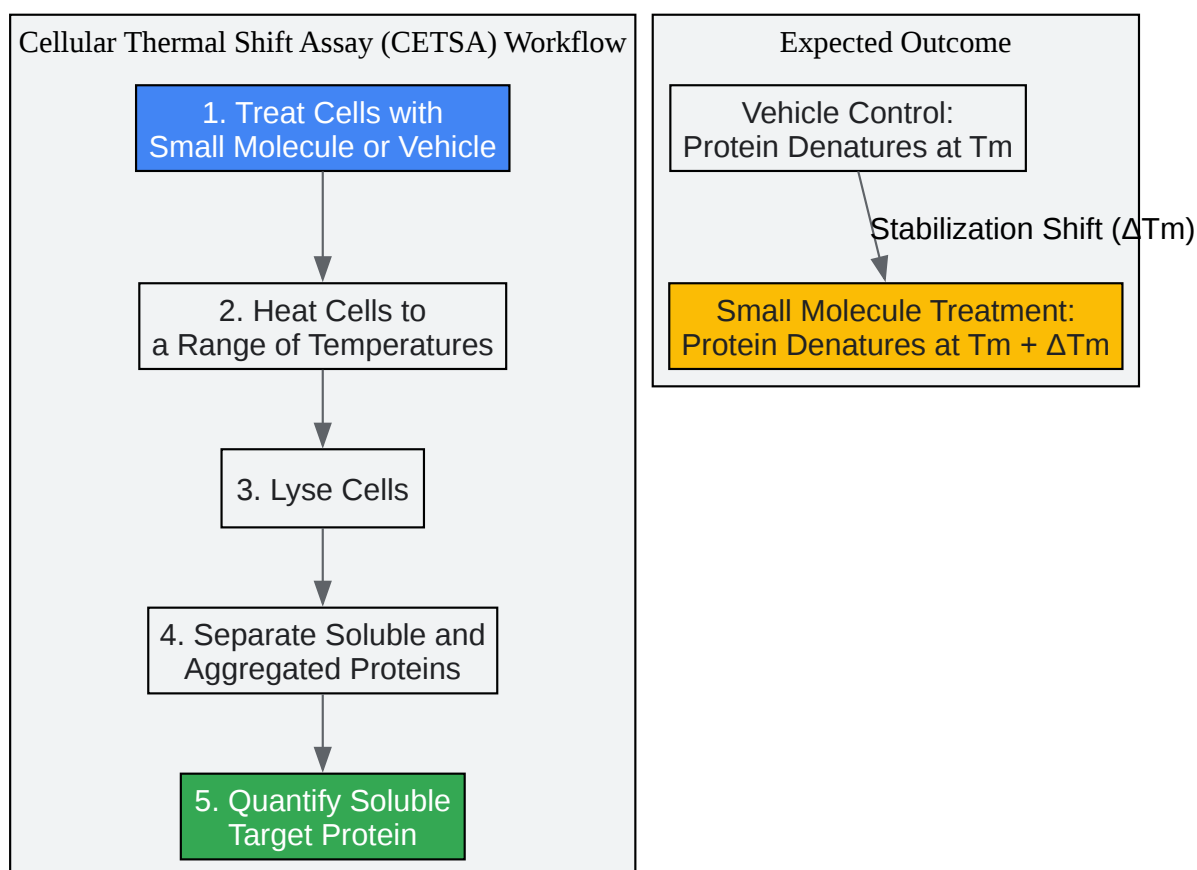 Cellular Thermal Shift Assay (CETSA) Workflow
1. Treat Cells with
Small Molecule or Vehicle
2. Heat Cells to
a Range of Temperatures
3. Lyse Cells
4. Separate Soluble and
Aggregated Proteins
5. Quantify Soluble
Target Protein
Expected Outcome
Vehicle Control:
Protein Denatures at Tm
Stabilization Shift (ΔTm)
Small Molecule Treatment:
Protein Denatures at Tm + ΔTm